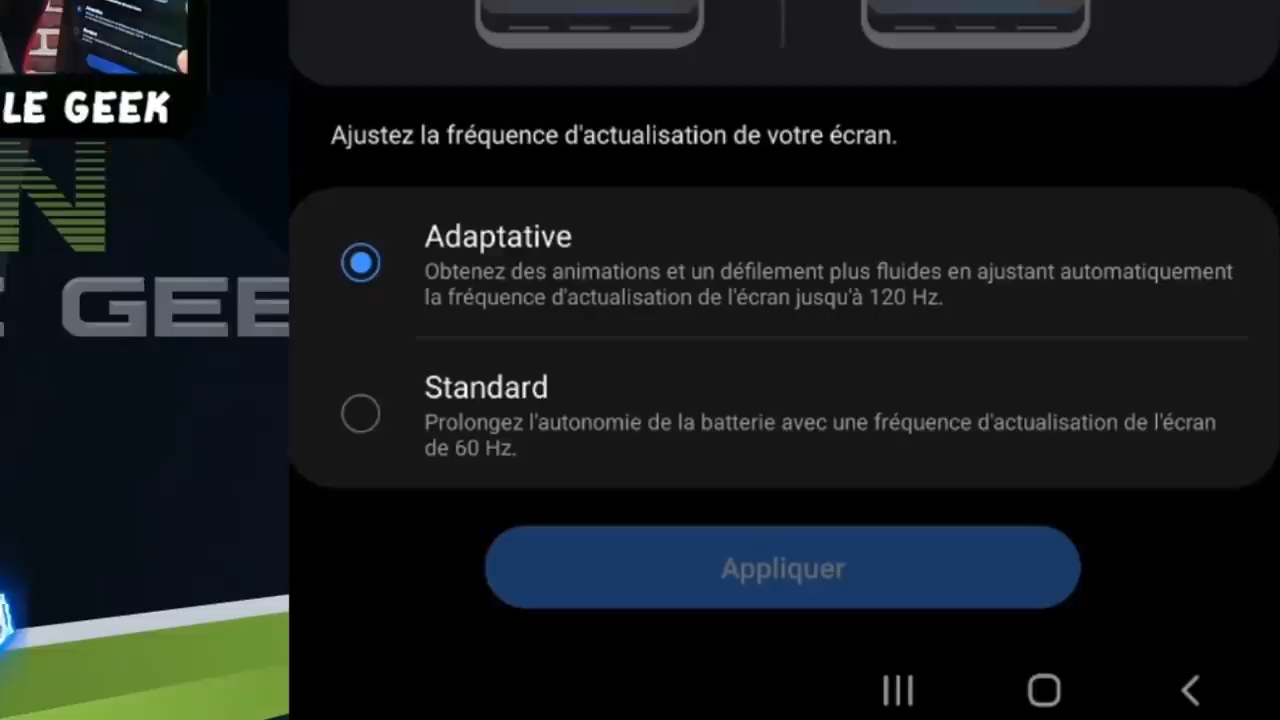 LE GEEK
N
GEE
Ajustez la fréquence d'actualisation de votre écran.
Adaptative
Obtenez des animations et un défilement plus fluides en ajustant automatiquement
la fréquence d'actualisation de l'écran jusqu'à 120 Hz.
Standard
Prolongez l'autonomie de la batterie avec une fréquence d'actualisation de l'écran
de 60 Hz.
Appliquer